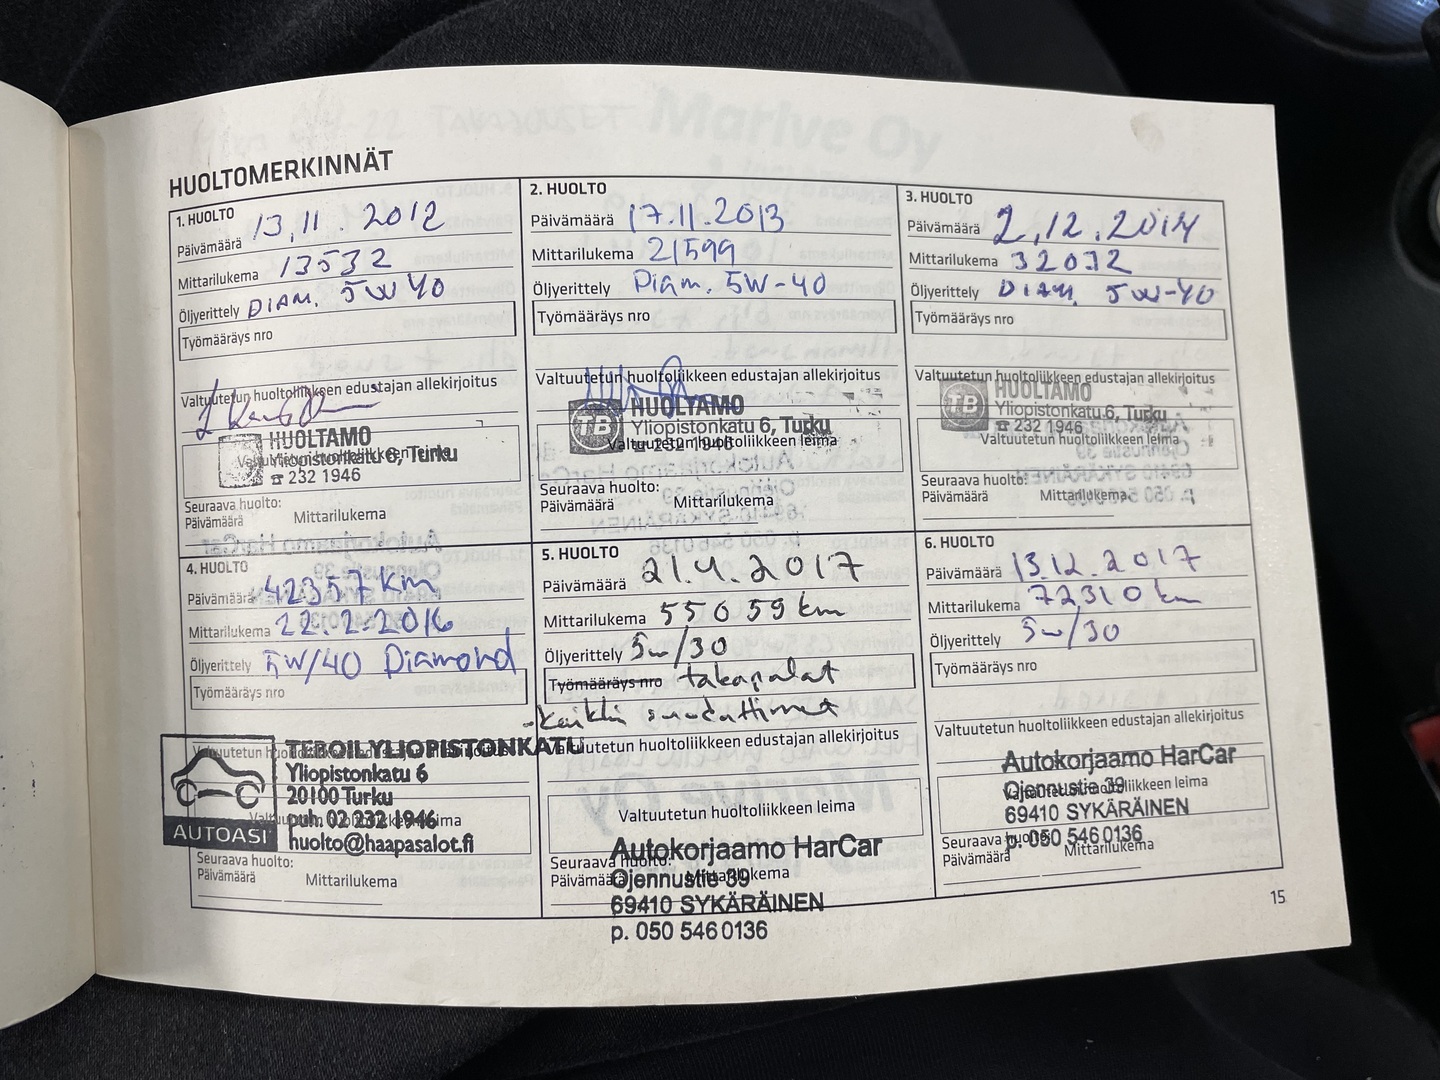 HUOLTOMERKINNÄT
1. HUOLTO
Päivämäärä 13.11.2012
Mittarilukema 13532
Öljyerittely DIAM. 5W40
Työmääräys nro
Valtuutetun huoltoliikkeen edustajan allekirjoitus
HUOLTAMO
Yliopistonkatu 6, Turku
☎ 232 1946
Seuraava huolto:
Päivämäärä Mittarilukema
2. HUOLTO
Päivämäärä 17.11.2013
Mittarilukema 21599
Öljyerittely Diam. 5W-40
Työmääräys nro
Valtuutetun huoltoliikkeen edustajan allekirjoitus
TB HUOLTAMO
Yliopistonkatu 6, Turku
Valtuutetun huoltoliikkeen leima
☎ 232 1946
Seuraava huolto:
Päivämäärä Mittarilukema
3. HUOLTO
Päivämäärä 2.12.2014
Mittarilukema 32032
Öljyerittely DIAM. 5W-40
Työmääräys nro
Valtuutetun huoltoliikkeen edustajan allekirjoitus
TB HUOLTAMO
Yliopistonkatu 6, Turku
☎ 232 1946
Valtuutetun huoltoliikkeen leima
Seuraava huolto:
Päivämäärä Mittarilukema
4. HUOLTO
Päivämäärä 42357 km
Mittarilukema 22.2.2016
Öljyerittely 5W/40 Diamond
Työmääräys nro
TEBOIL YLIOPISTONKATU
Yliopistonkatu 6
20100 Turku
puh. 02 232 1946
huolto@haapasalot.fi
AUTOASI
Seuraava huolto:
Päivämäärä Mittarilukema
5. HUOLTO
Päivämäärä 21.4.2017
Mittarilukema 55059 km
Öljyerittely 5w/30
Työmääräys nro takapalat
- kaikki suodattimet
Valtuutetun huoltoliikkeen edustajan allekirjoitus
Valtuutetun huoltoliikkeen leima
Autokorjaamo HarCar
Seuraava huolto:
Päivämäärä Mittarilukema
Ojennustie 39
69410 SYKÄRÄINEN
p. 050 546 0136
6. HUOLTO
Päivämäärä 13.12.2017
Mittarilukema 72310 km
Öljyerittely 5w/30
Työmääräys nro
Valtuutetun huoltoliikkeen edustajan allekirjoitus
Autokorjaamo HarCar
Ojennustie 39
Valtuutetun huoltoliikkeen leima
69410 SYKÄRÄINEN
p. 050 546 0136
Seuraava huolto:
Päivämäärä Mittarilukema
15